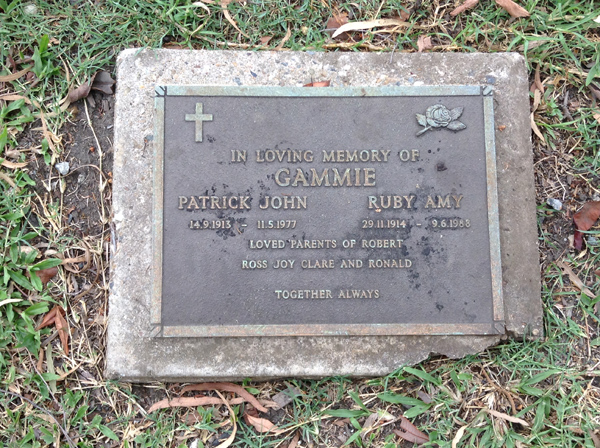 IN LOVING MEMORY OF
GAMMIE
PATRICK JOHN RUBY AMY
14.9.1913 - 11.5.1977 29.11.1914 - 9.6.1988
LOVED PARENTS OF ROBERT
ROSS JOY CLARE AND RONALD
TOGETHER ALWAYS